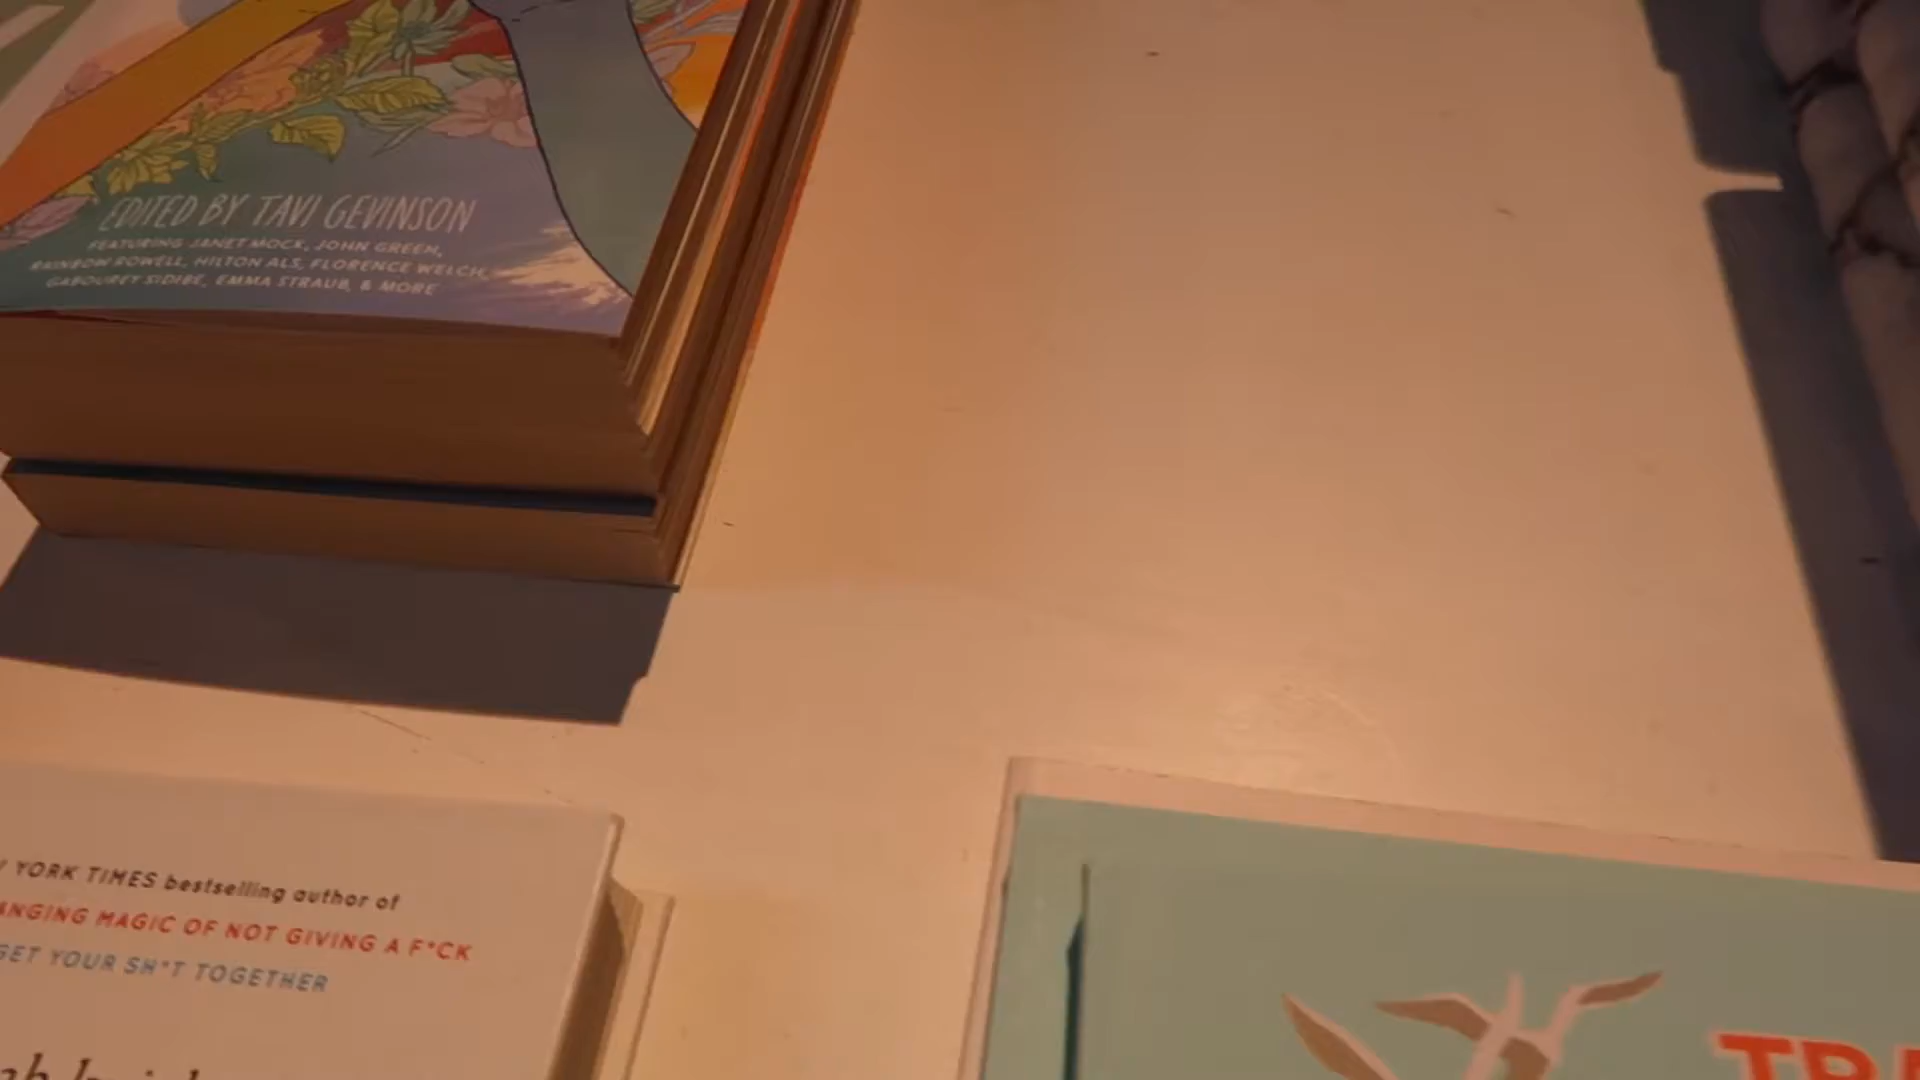 EDITED BY TAVI GEVINSON
FEATURING JANET MOCK, JOHN GREEN,
RAINBOW ROWELL, HILTON ALS, FLORENCE WELCH,
GABOUREY SIDIBE, EMMA STRAUB, & MORE
YORK TIMES bestselling author of
ANGING MAGIC OF NOT GIVING A F*CK
GET YOUR SH*T TOGETHER